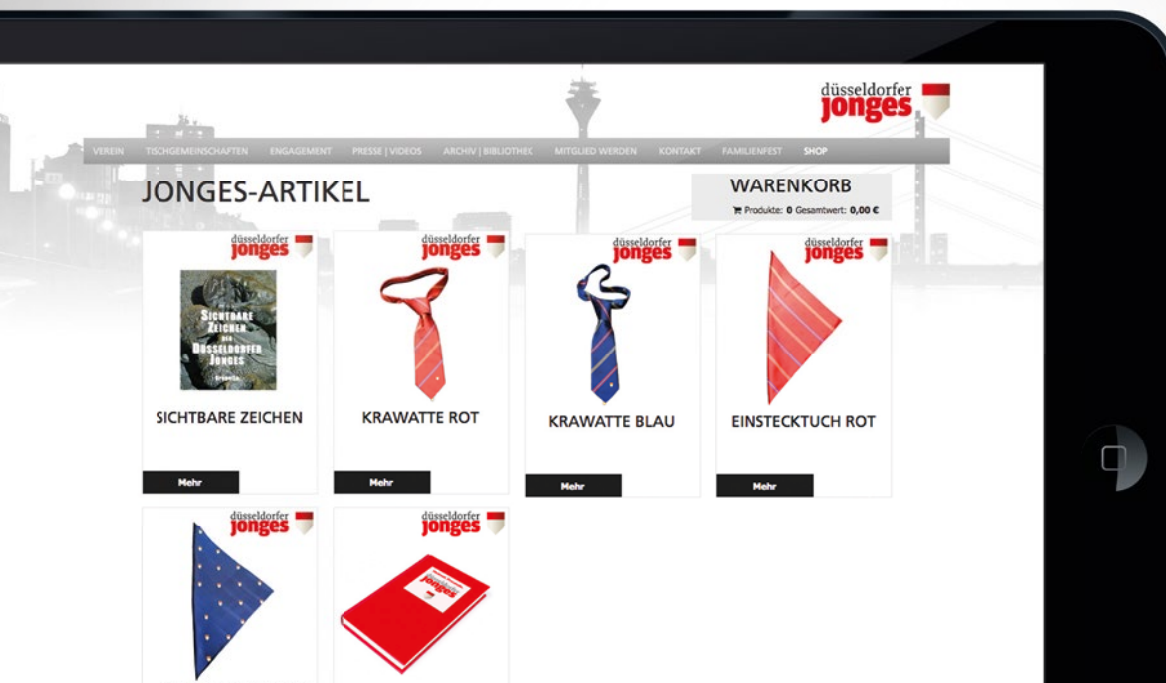 düsseldorfer
jonges
VEREIN TISCHGEMEINSCHAFTEN ENGAGEMENT PRESSE | VIDEOS ARCHIV | BIBLIOTHEK MITGLIED WERDEN KONTAKT FAMILIENFEST SHOP
JONGES-ARTIKEL
WARENKORB
Produkte: 0 Gesamtwert: 0,00 €
düsseldorfer
jonges
SICHTBARE
ZEICHEN
DER
DÜSSELDORFER
JONGES
SICHTBARE ZEICHEN
Mehr
düsseldorfer
jonges
KRAWATTE ROT
Mehr
düsseldorfer
jonges
KRAWATTE BLAU
Mehr
düsseldorfer
jonges
EINSTECKTUCH ROT
Mehr
düsseldorfer
jonges
düsseldorfer
jonges
jonges